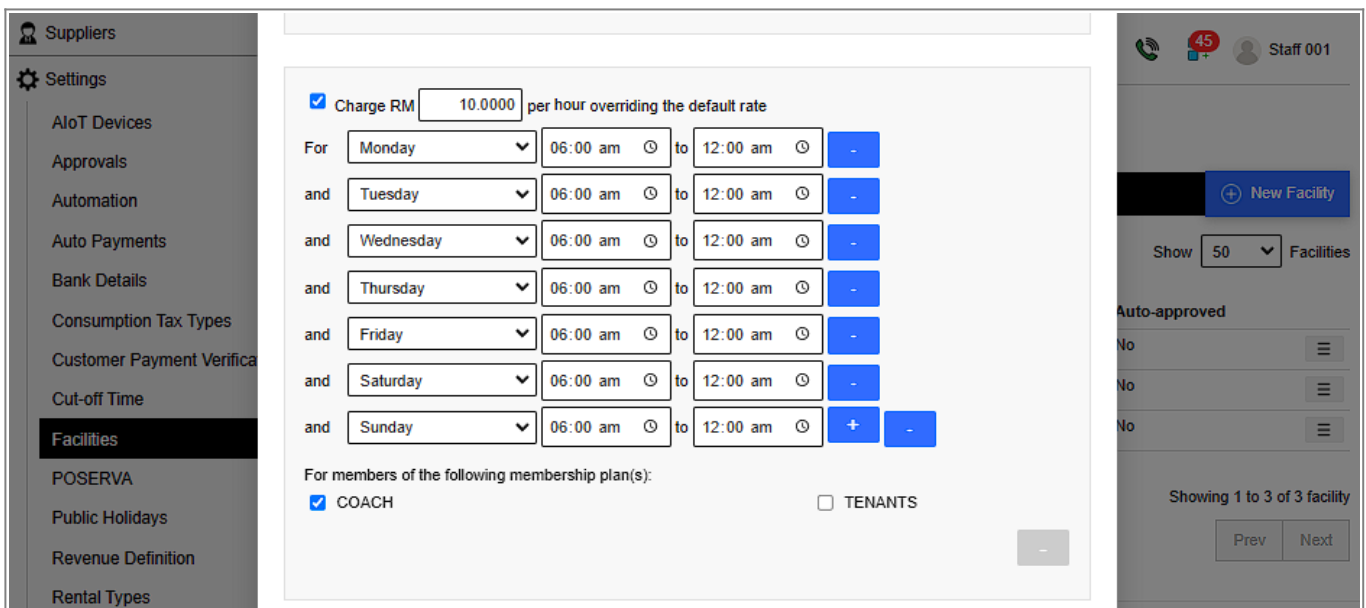 Suppliers
Settings
AIoT Devices
Approvals
Automation
Auto Payments
Bank Details
Consumption Tax Types
Customer Payment Verifica
Cut-off Time
Facilities
POSERVA
Public Holidays
Revenue Definition
Rental Types
Charge RM 10.0000 per hour overriding the default rate
For Monday 06:00 am to 12:00 am -
and Tuesday 06:00 am to 12:00 am -
and Wednesday 06:00 am to 12:00 am -
and Thursday 06:00 am to 12:00 am -
and Friday 06:00 am to 12:00 am -
and Saturday 06:00 am to 12:00 am -
and Sunday 06:00 am to 12:00 am + -
For members of the following membership plan(s):
COACH TENANTS
-
45 Staff 001
New Facility
Show 50 Facilities
Auto-approved
No
No
No
Showing 1 to 3 of 3 facility
Prev Next